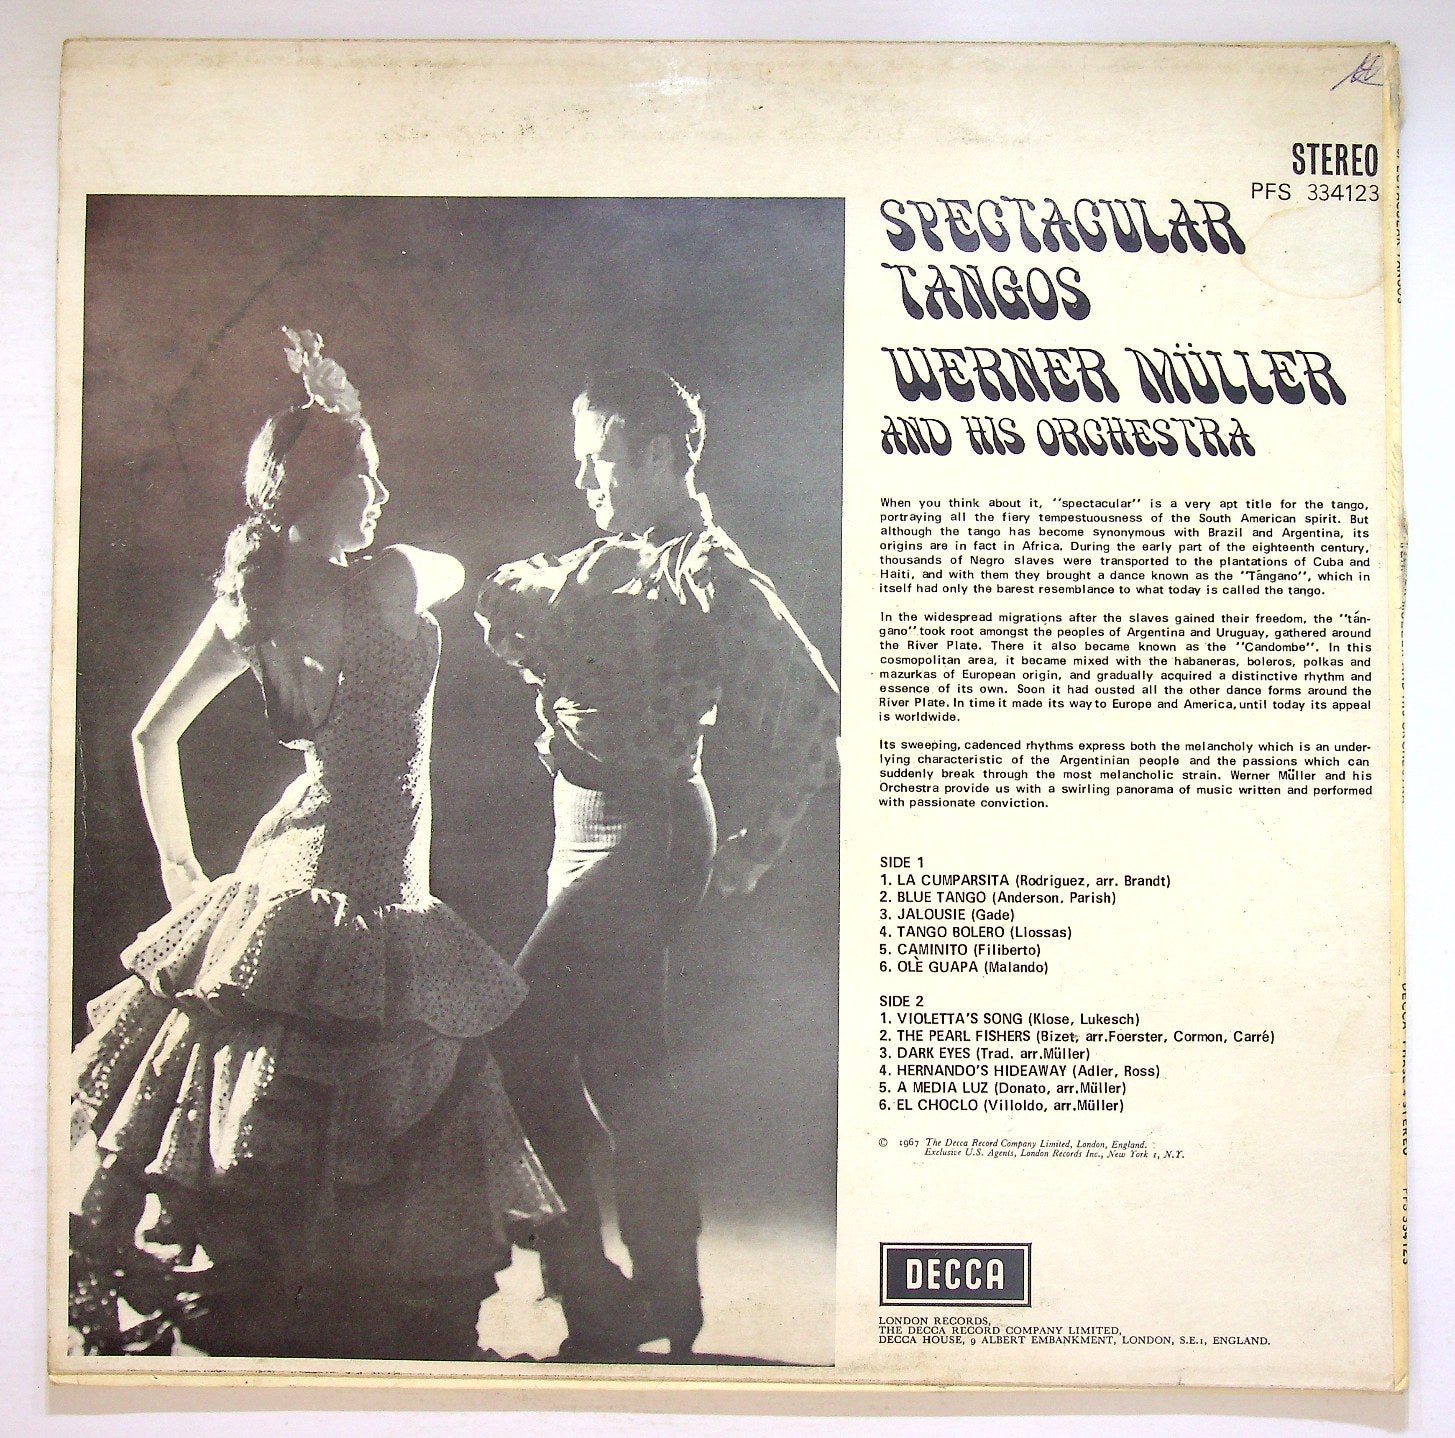 STEREO
PFS 334123
SPECTACULAR
TANGOS
WERNER MÜLLER
AND HIS ORCHESTRA
When you think about it, "spectacular" is a very apt title for the tango,
portraying all the fiery tempestuousness of the South American spirit. But
although the tango has become synonymous with Brazil and Argentina, its
origins are in fact in Africa. During the early part of the eighteenth century,
thousands of Negro slaves were transported to the plantations of Cuba and
Haiti, and with them they brought a dance known as the "Tángano", which in
itself had only the barest resemblance to what today is called the tango.
In the widespread migrations after the slaves gained their freedom, the "tán-
gano" took root amongst the peoples of Argentina and Uruguay, gathered around
the River Plate. There it also became known as the "Candombe". In this
cosmopolitan area, it became mixed with the habaneras, boleros, polkas and
mazurkas of European origin, and gradually acquired a distinctive rhythm and
essence of its own. Soon it had ousted all the other dance forms around the
River Plate. In time it made its way to Europe and America, until today its appeal
is worldwide.
Its sweeping, cadenced rhythms express both the melancholy which is an under-
lying characteristic of the Argentinian people and the passions which can
suddenly break through the most melancholic strain. Werner Müller and his
Orchestra provide us with a swirling panorama of music written and performed
with passionate conviction.
SIDE 1
1. LA CUMPARSITA (Rodriguez, arr. Brandt)
2. BLUE TANGO (Anderson, Parish)
3. JALOUSIE (Gade)
4. TANGO BOLERO (Llossas)
5. CAMINITO (Filiberto)
6. OLÈ GUAPA (Malando)
SIDE 2
1. VIOLETTA'S SONG (Klose, Lukesch)
2. THE PEARL FISHERS (Bizet, arr.Foerster, Cormon, Carré)
3. DARK EYES (Trad. arr.Müller)
4. HERNANDO'S HIDEAWAY (Adler, Ross)
5. A MEDIA LUZ (Donato, arr.Müller)
6. EL CHOCLO (Villoldo, arr.Müller)
© 1967 The Decca Record Company Limited, London, England.
Exclusive U.S. Agents, London Records Inc., New York 1, N.Y.
DECCA
LONDON RECORDS,
THE DECCA RECORD COMPANY LIMITED,
DECCA HOUSE, 9 ALBERT EMBANKMENT, LONDON, S.E.1, ENGLAND.